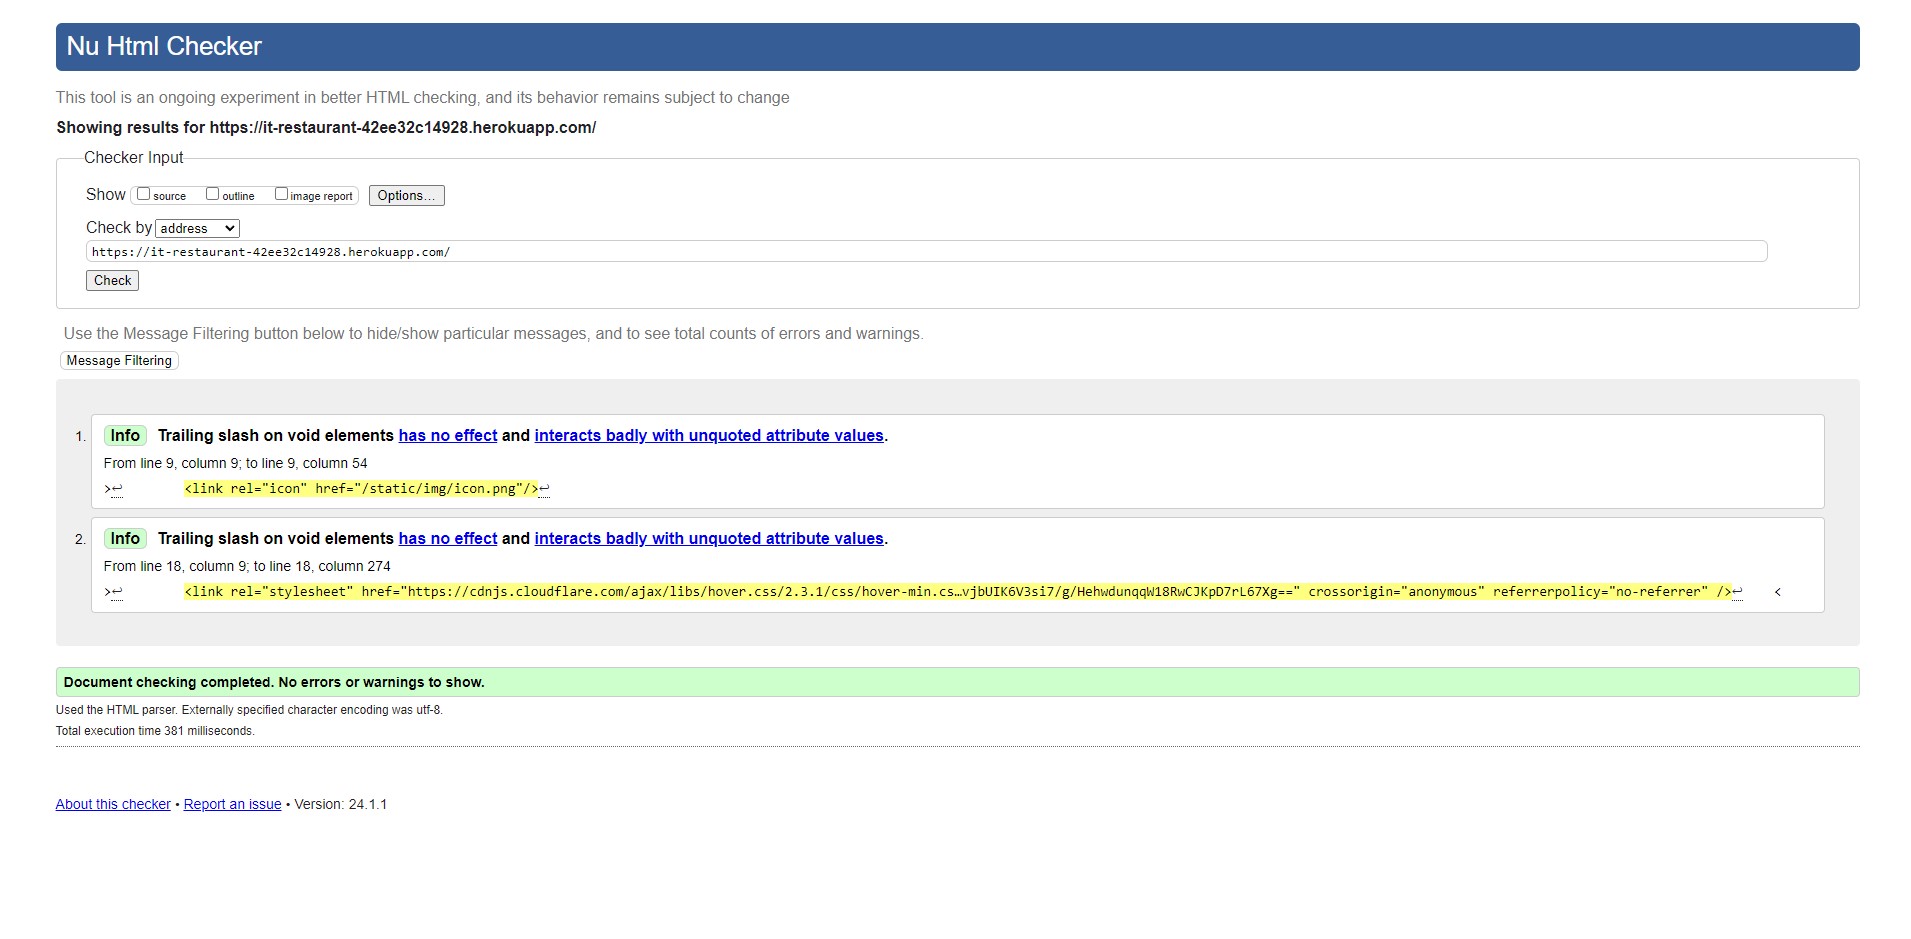 Nu Html Checker
This tool is an ongoing experiment in better HTML checking, and its behavior remains subject to change
Showing results for https://it-restaurant-42ee32c14928.herokuapp.com/
Checker Input
Show source outline image report Options...
Check by address
https://it-restaurant-42ee32c14928.herokuapp.com/
Check
Use the Message Filtering button below to hide/show particular messages, and to see total counts of errors and warnings.
Message Filtering
1. Info Trailing slash on void elements has no effect and interacts badly with unquoted attribute values.
From line 9, column 9; to line 9, column 54
>↩ <link rel="icon" href="/static/img/icon.png"/>↩
2. Info Trailing slash on void elements has no effect and interacts badly with unquoted attribute values.
From line 18, column 9; to line 18, column 274
>↩ <link rel="stylesheet" href="https://cdnjs.cloudflare.com/ajax/libs/hover.css/2.3.1/css/hover-min.cs…vjbUIK6V3si7/g/HehwdunqqW18RwCJKpD7rL67Xg==" crossorigin="anonymous" referrerpolicy="no-referrer" />↩ <
Document checking completed. No errors or warnings to show.
Used the HTML parser. Externally specified character encoding was utf-8.
Total execution time 381 milliseconds.
About this checker • Report an issue • Version: 24.1.1